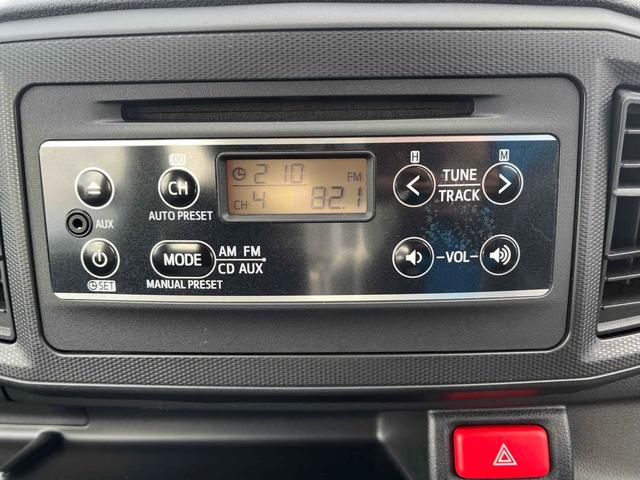 :00
H
M
2 10
FM
CH 4
82.1
CH
AUTO PRESET
TUNE
TRACK
AUX
MODE
AM FM
CD AUX
MANUAL PRESET
VOL
SET